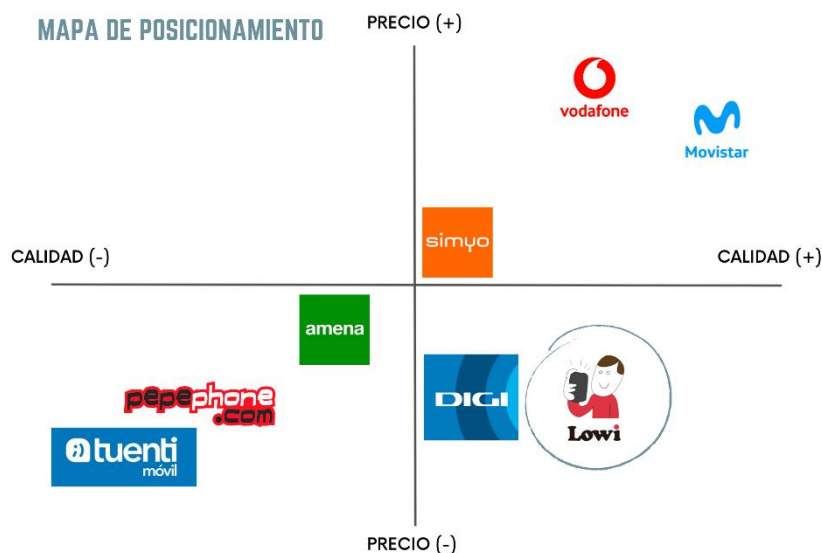 MAPA DE POSICIONAMIENTO
PRECIO (+)
vodafone
Movistar
simyo
CALIDAD (-)
CALIDAD (+)
amena
pepephone
.com
DIGI
Lowi
tuenti
móvil
PRECIO (-)